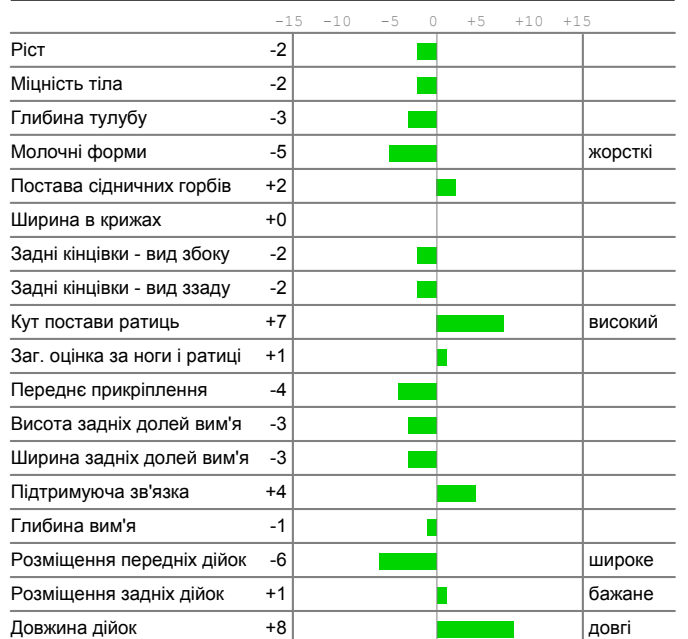 -15 -10 -5 0 +5 +10 +15
Ріст -2
Міцність тіла -2
Глибина тулубу -3
Молочні форми -5 жорсткі
Постава сідничних горбів +2
Ширина в крижах +0
Задні кінцівки - вид збоку -2
Задні кінцівки - вид ззаду -2
Кут постави ратиць +7 високий
Заг. оцінка за ноги і ратиці +1
Переднє прикріплення -4
Висота задніх долей вим'я -3
Ширина задніх долей вим'я -3
Підтримуюча зв'язка +4
Глибина вим'я -1
Розміщення передніх дійок -6 широке
Розміщення задніх дійок +1 бажане
Довжина дійок +8 довгі